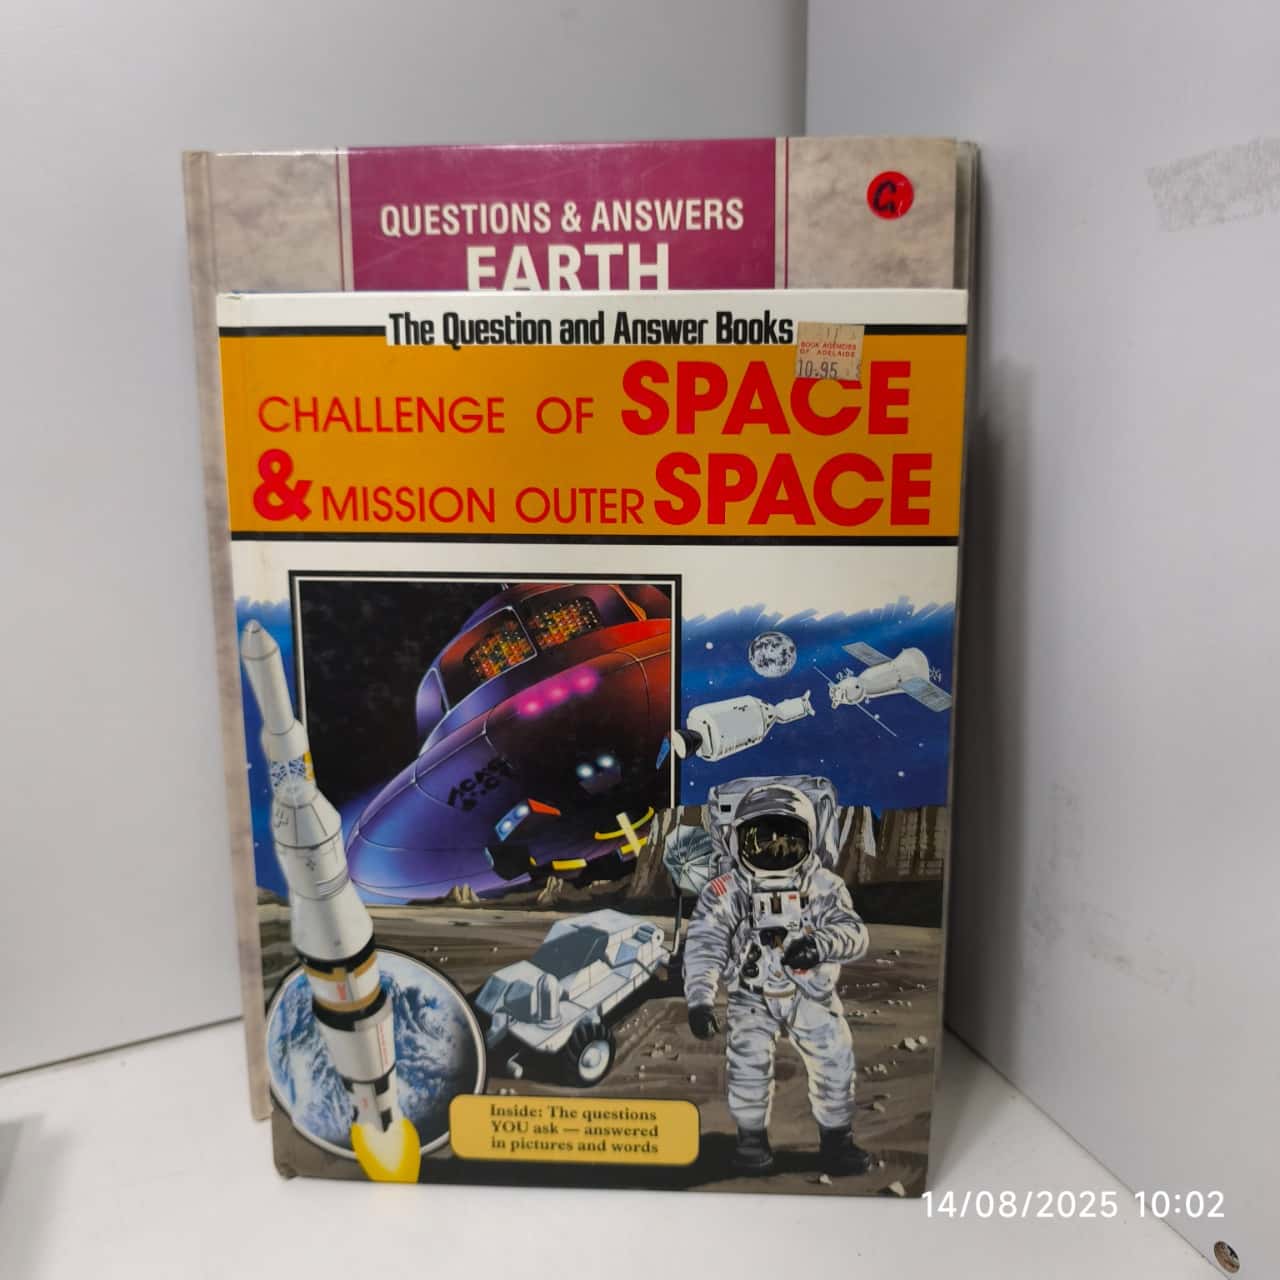 QUESTIONS & ANSWERS
EARTH
G
The Question and Answer Books
BOOK AGENCIES
OF ADELAIDE
10.95
CHALLENGE OF SPACE
& MISSION OUTER SPACE
Inside: The questions
YOU ask — answered
in pictures and words
14/08/2025 10:02